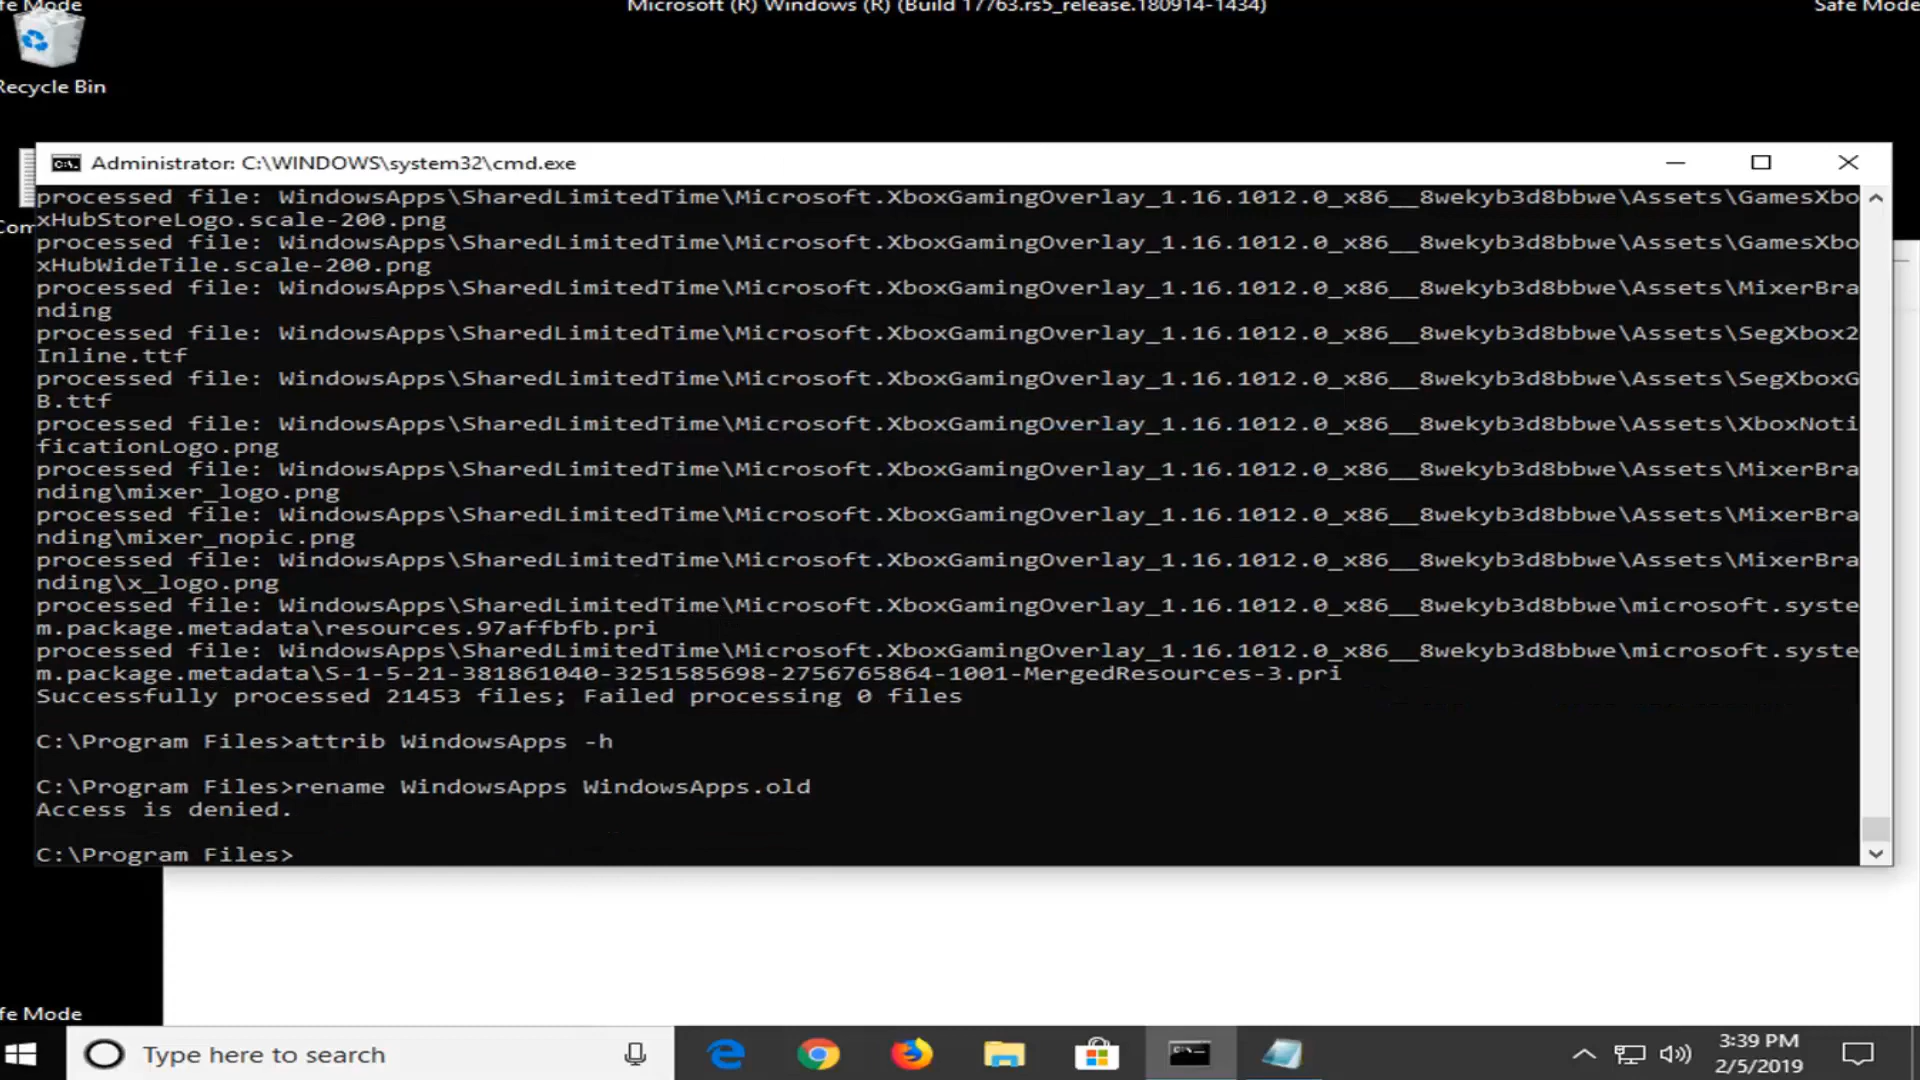 fe Mode
Microsoft (R) Windows (R) (Build 17763.rs5_release.180914-1434)
Safe Mode
Recycle Bin
Com
Administrator: C:\WINDOWS\system32\cmd.exe
processed file: WindowsApps\SharedLimitedTime\Microsoft.XboxGamingOverlay_1.16.1012.0_x86__8wekyb3d8bbwe\Assets\GamesXbo
xHubStoreLogo.scale-200.png
processed file: WindowsApps\SharedLimitedTime\Microsoft.XboxGamingOverlay_1.16.1012.0_x86__8wekyb3d8bbwe\Assets\GamesXbo
xHubWideTile.scale-200.png
processed file: WindowsApps\SharedLimitedTime\Microsoft.XboxGamingOverlay_1.16.1012.0_x86__8wekyb3d8bbwe\Assets\MixerBra
nding
processed file: WindowsApps\SharedLimitedTime\Microsoft.XboxGamingOverlay_1.16.1012.0_x86__8wekyb3d8bbwe\Assets\SegXbox2
Inline.ttf
processed file: WindowsApps\SharedLimitedTime\Microsoft.XboxGamingOverlay_1.16.1012.0_x86__8wekyb3d8bbwe\Assets\SegXboxG
B.ttf
processed file: WindowsApps\SharedLimitedTime\Microsoft.XboxGamingOverlay_1.16.1012.0_x86__8wekyb3d8bbwe\Assets\XboxNoti
ficationLogo.png
processed file: WindowsApps\SharedLimitedTime\Microsoft.XboxGamingOverlay_1.16.1012.0_x86__8wekyb3d8bbwe\Assets\MixerBra
nding\mixer_logo.png
processed file: WindowsApps\SharedLimitedTime\Microsoft.XboxGamingOverlay_1.16.1012.0_x86__8wekyb3d8bbwe\Assets\MixerBra
nding\mixer_nopic.png
processed file: WindowsApps\SharedLimitedTime\Microsoft.XboxGamingOverlay_1.16.1012.0_x86__8wekyb3d8bbwe\Assets\MixerBra
nding\x_logo.png
processed file: WindowsApps\SharedLimitedTime\Microsoft.XboxGamingOverlay_1.16.1012.0_x86__8wekyb3d8bbwe\microsoft.syste
m.package.metadata\resources.97affbfb.pri
processed file: WindowsApps\SharedLimitedTime\Microsoft.XboxGamingOverlay_1.16.1012.0_x86__8wekyb3d8bbwe\microsoft.syste
m.package.metadata\S-1-5-21-381861040-3251585698-2756765864-1001-MergedResources-3.pri
Successfully processed 21453 files; Failed processing 0 files
C:\Program Files>attrib WindowsApps -h
C:\Program Files>rename WindowsApps WindowsApps.old
Access is denied.
C:\Program Files>
fe Mode
Type here to search
3:39 PM
2/5/2019